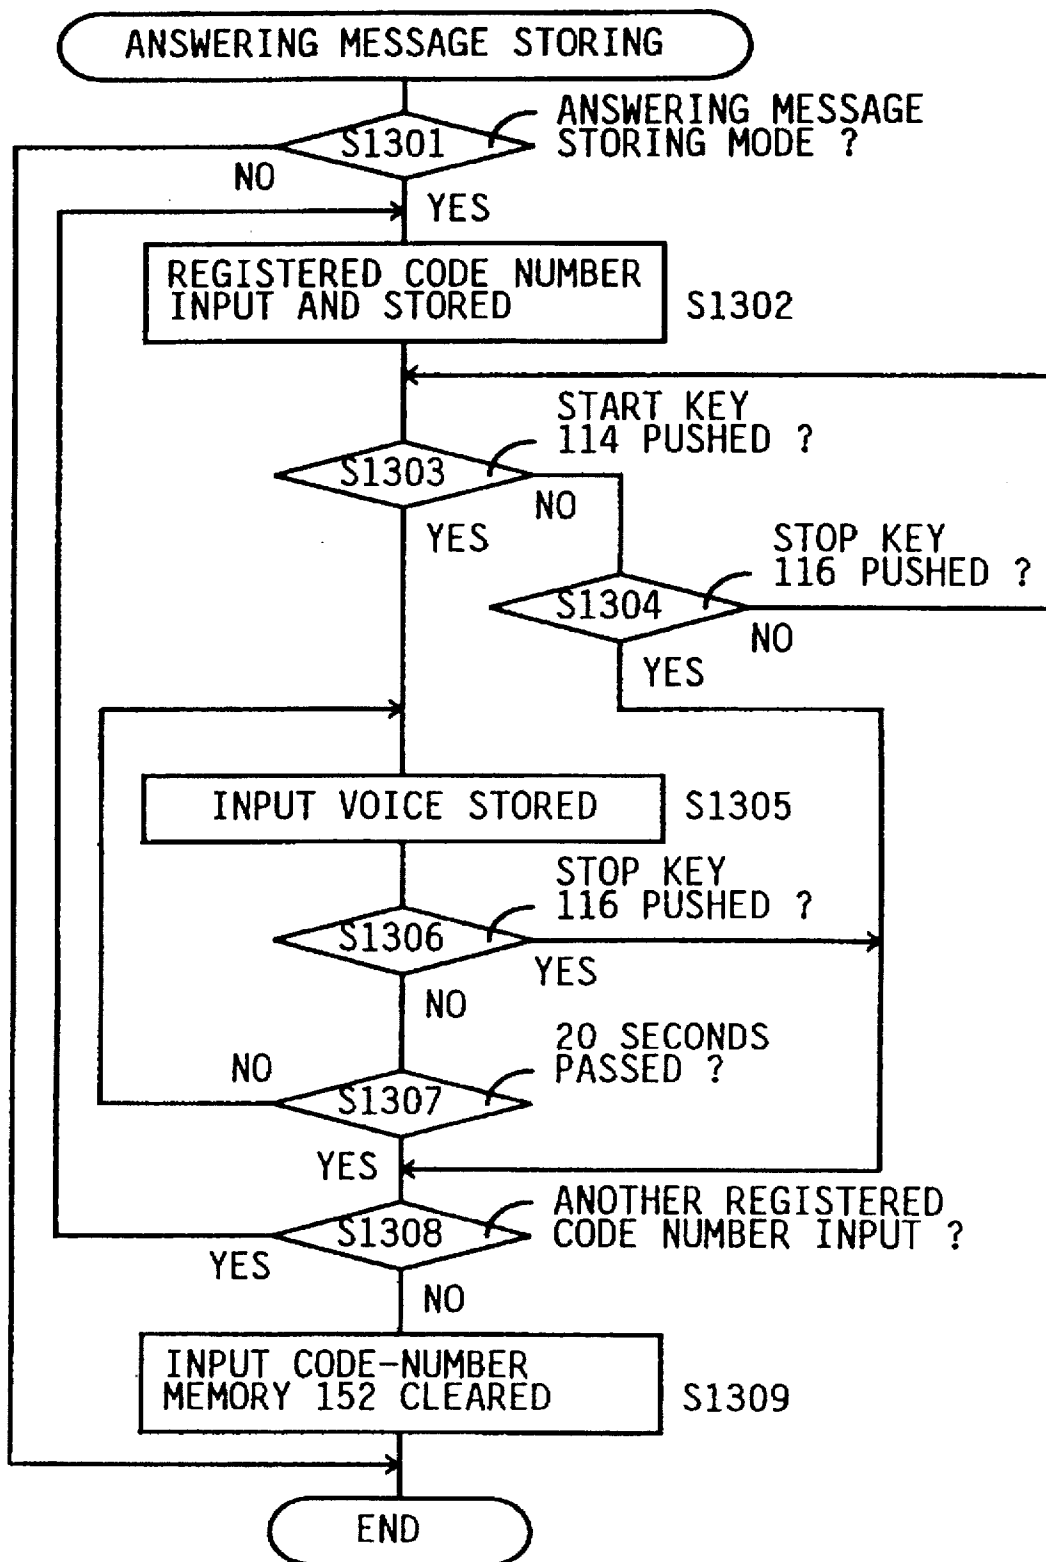 ANSWERING MESSAGE STORING
S1301
ANSWERING MESSAGE
STORING MODE ?
NO
YES
REGISTERED CODE NUMBER
INPUT AND STORED
S1302
START KEY
114 PUSHED ?
S1303
NO
YES
STOP KEY
116 PUSHED ?
S1304
NO
YES
INPUT VOICE STORED
S1305
STOP KEY
116 PUSHED ?
S1306
YES
NO
20 SECONDS
PASSED ?
NO
S1307
YES
ANOTHER REGISTERED
CODE NUMBER INPUT ?
S1308
YES
NO
INPUT CODE-NUMBER
MEMORY 152 CLEARED
S1309
END